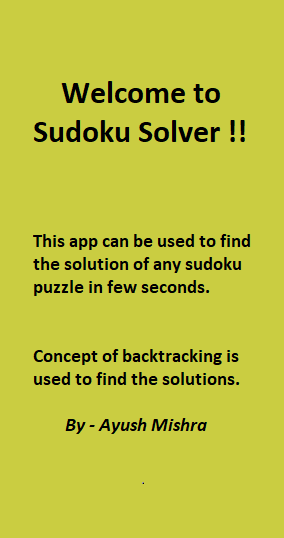 Welcome to
Sudoku Solver !!
This app can be used to find
the solution of any sudoku
puzzle in few seconds.
Concept of backtracking is
used to find the solutions.
By - Ayush Mishra
.